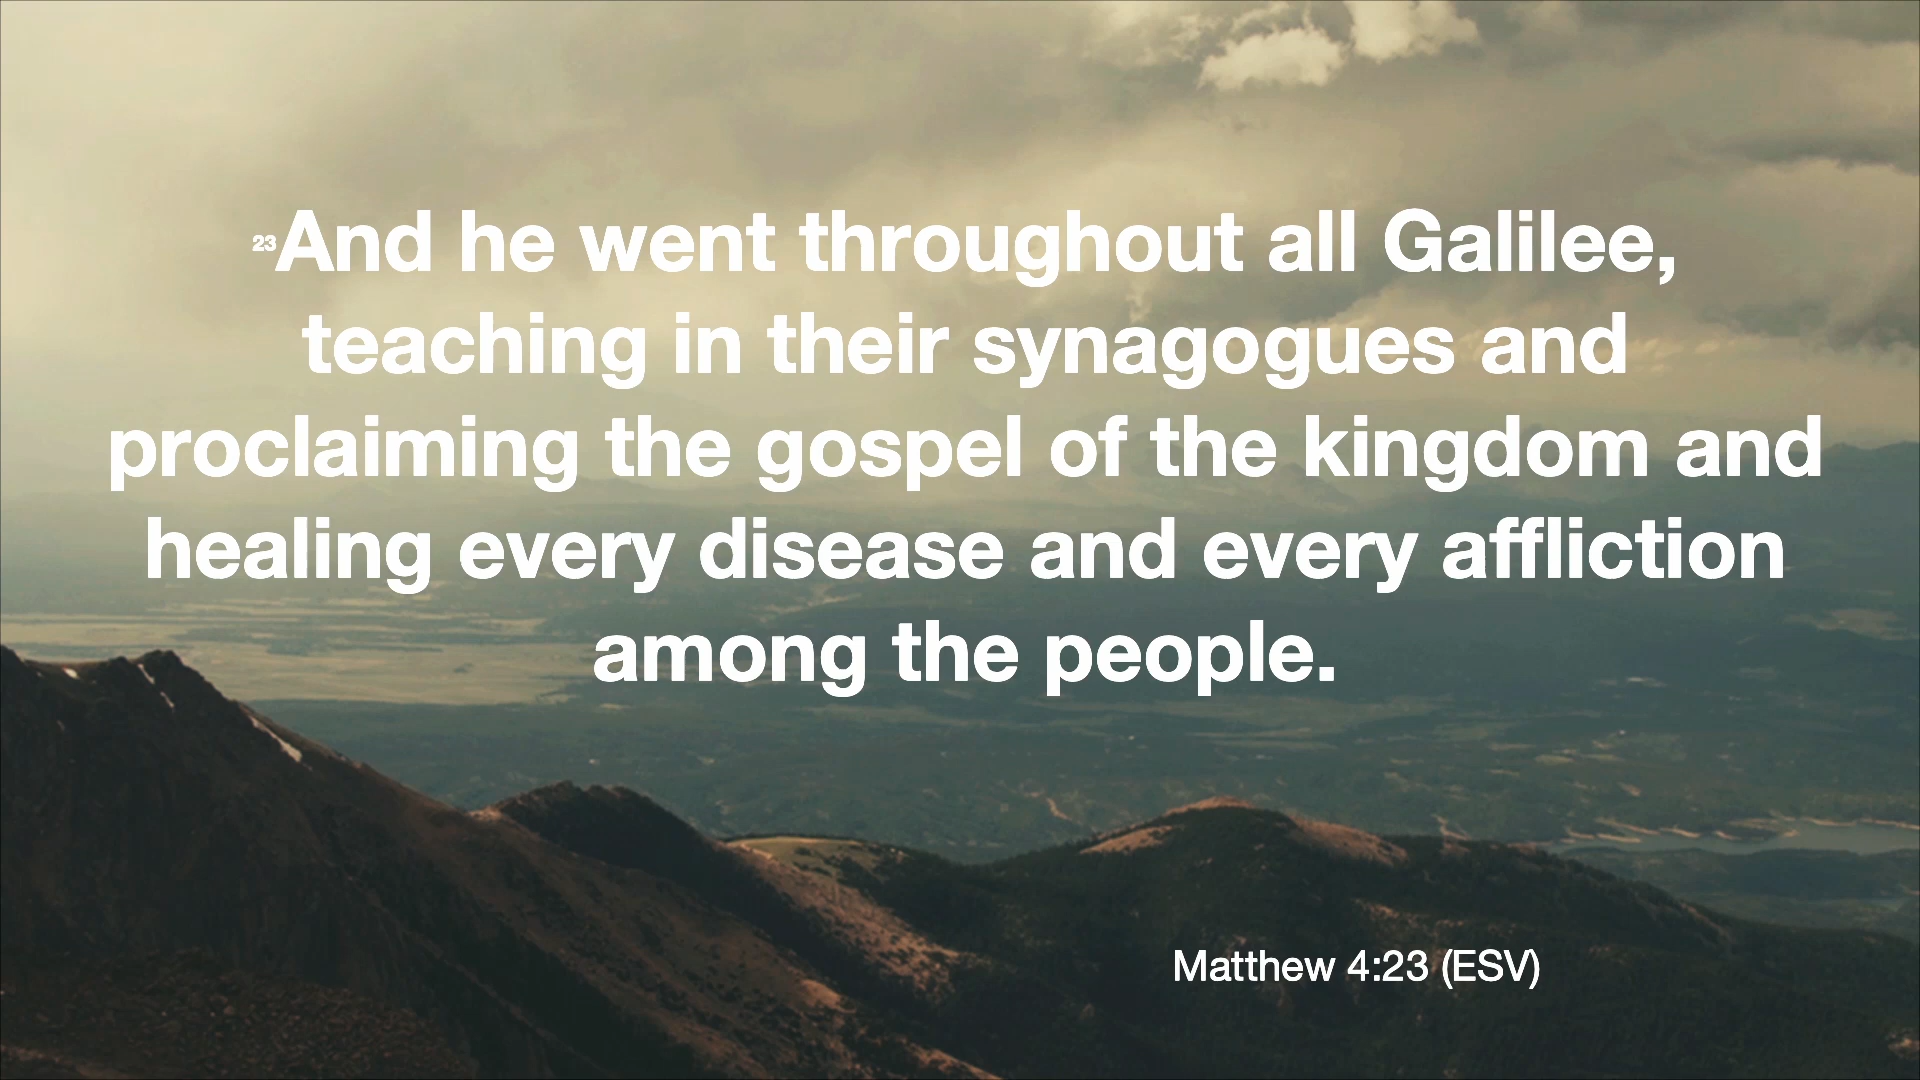 23And he went throughout all Galilee,
teaching in their synagogues and
proclaiming the gospel of the kingdom and
healing every disease and every affliction
among the people.
Matthew 4:23 (ESV)